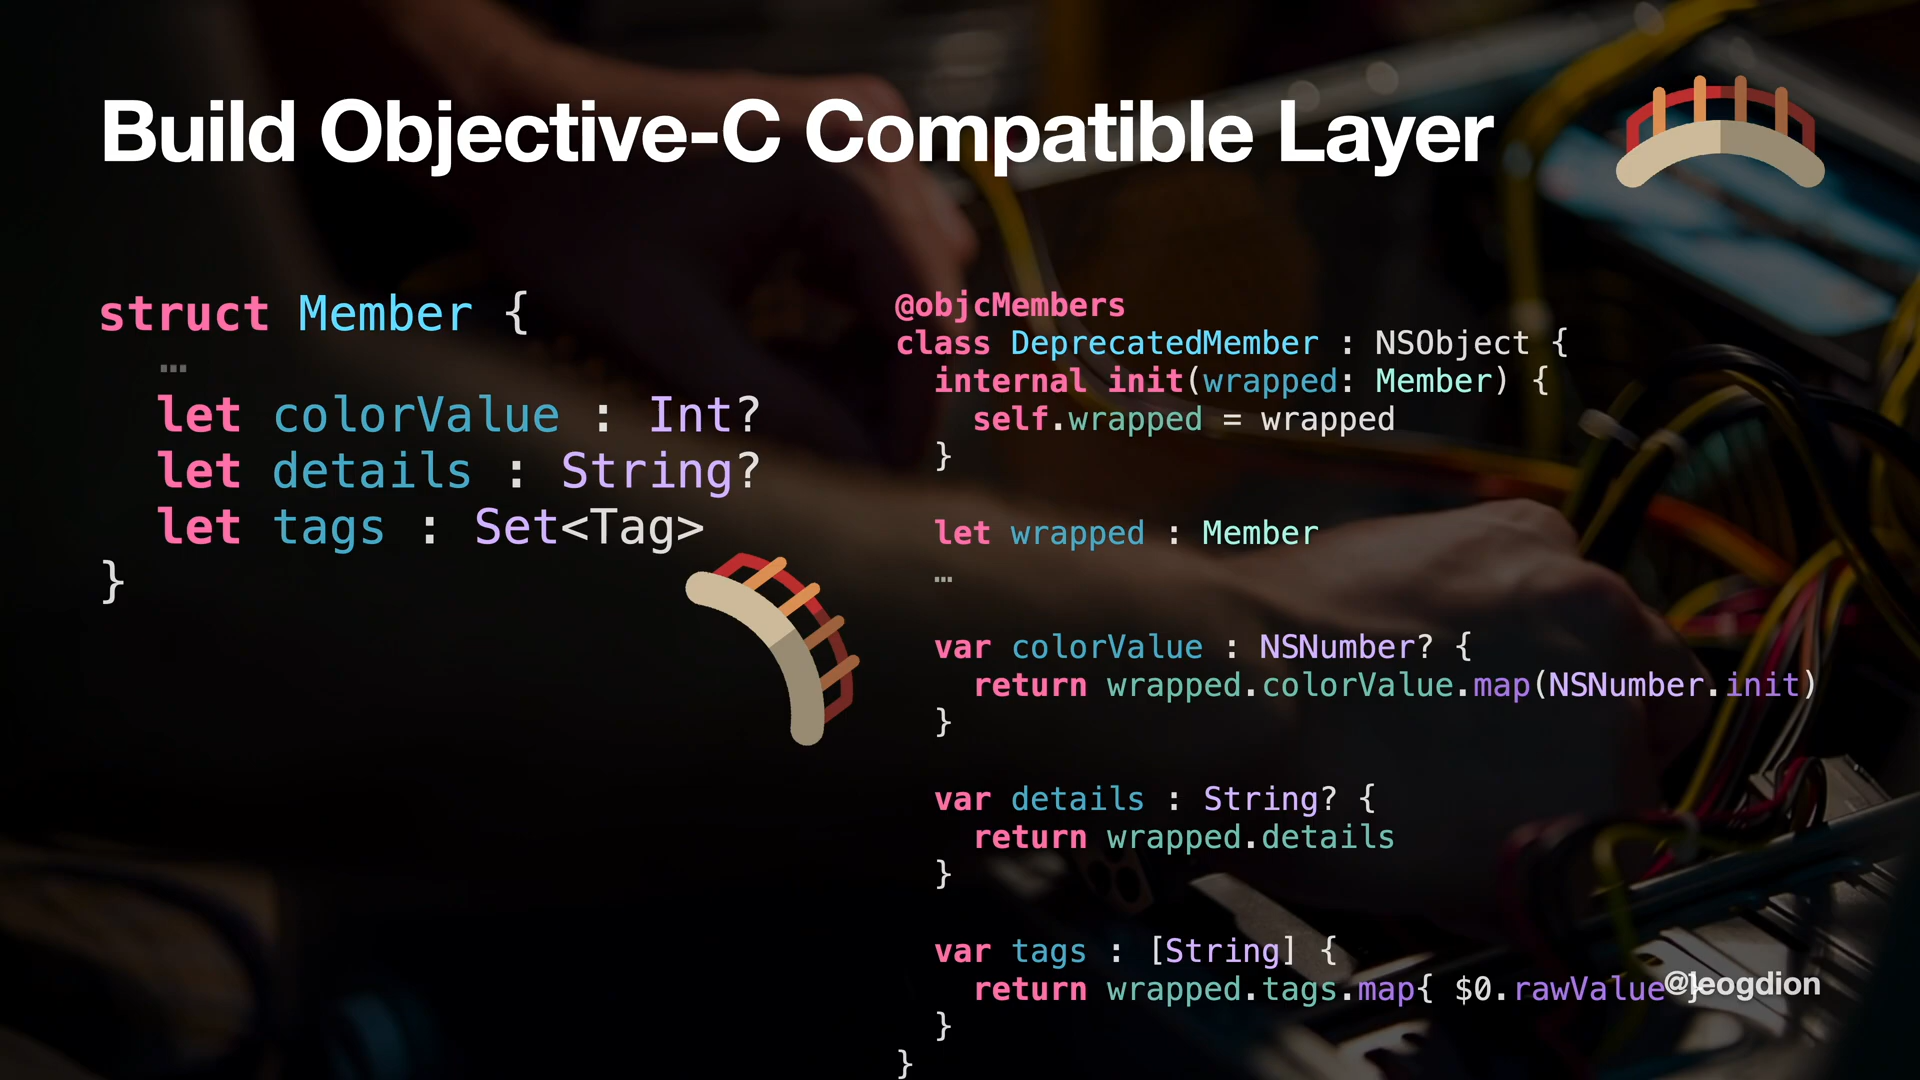 Build Objective-C Compatible Layer
struct Member {
  …
  let colorValue : Int?
  let details : String?
  let tags : Set<Tag>
}
@objcMembers
class DeprecatedMember : NSObject {
  internal init(wrapped: Member) {
    self.wrapped = wrapped
  }

  let wrapped : Member
  …

  var colorValue : NSNumber? {
    return wrapped.colorValue.map(NSNumber.init)
  }

  var details : String? {
    return wrapped.details
  }

  var tags : [String] {
    return wrapped.tags.map{ $0.rawValue }
  }
}
@leogdion